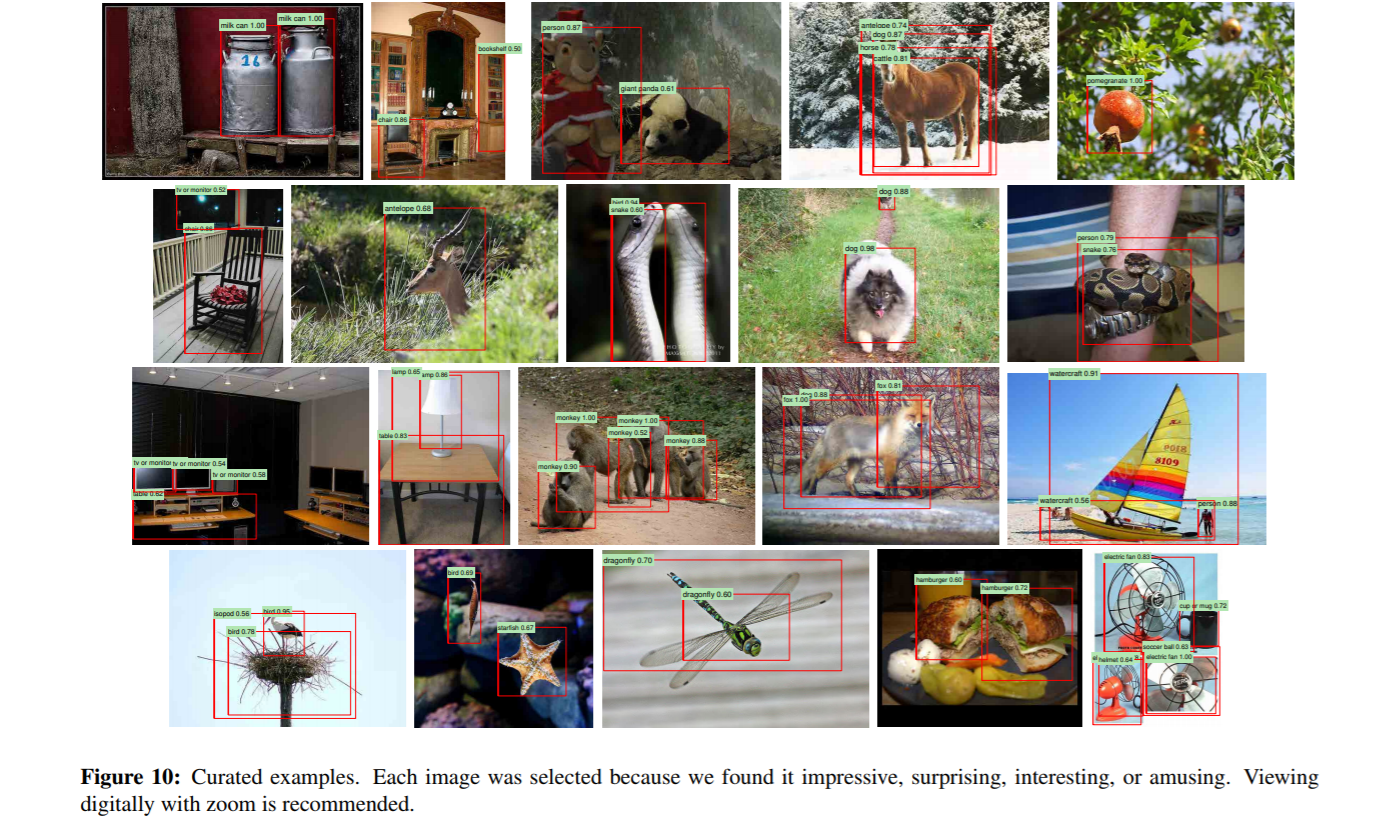 milk can 1.00
milk can 1.00
16
bookshelf 0.50
chair 0.86
person 0.87
giant panda 0.61
antelope 0.74
dog 0.87
horse 0.78
cattle 0.81
pomegranate 1.00
tv or monitor 0.52
chair 0.86
antelope 0.68
bird 0.94
snake 0.60
dog 0.88
dog 0.98
person 0.79
snake 0.76
tv or monitor
tv or monitor 0.54
tv or monitor 0.58
table 0.62
lamp 0.65
lamp 0.86
table 0.83
monkey 1.00
monkey 1.00
monkey 0.52
monkey 0.88
monkey 0.90
fox 0.81
dog 0.88
fox 1.00
watercraft 0.91
8109
watercraft 0.56
person 0.88
isopod 0.56
bird 0.95
bird 0.78
bird 0.69
starfish 0.67
dragonfly 0.70
dragonfly 0.60
hamburger 0.60
hamburger 0.72
electric fan 0.83
cup or mug 0.72
soccer ball 0.63
helmet 0.64
electric fan 1.00
Figure 10: Curated examples. Each image was selected because we found it impressive, surprising, interesting, or amusing. Viewing
digitally with zoom is recommended.